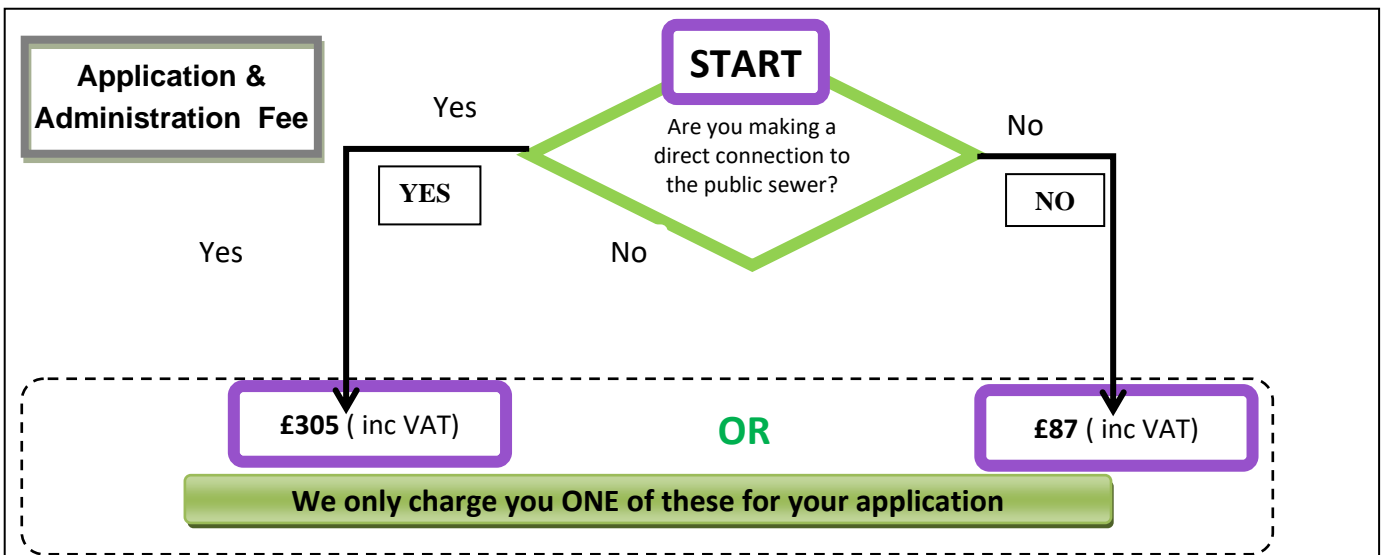 START
Application &
Administration Fee
Yes
No
Are you making a
direct connection to
the public sewer?
YES
NO
Yes
No
£305 ( inc VAT)
OR
£87 ( inc VAT)
We only charge you ONE of these for your application